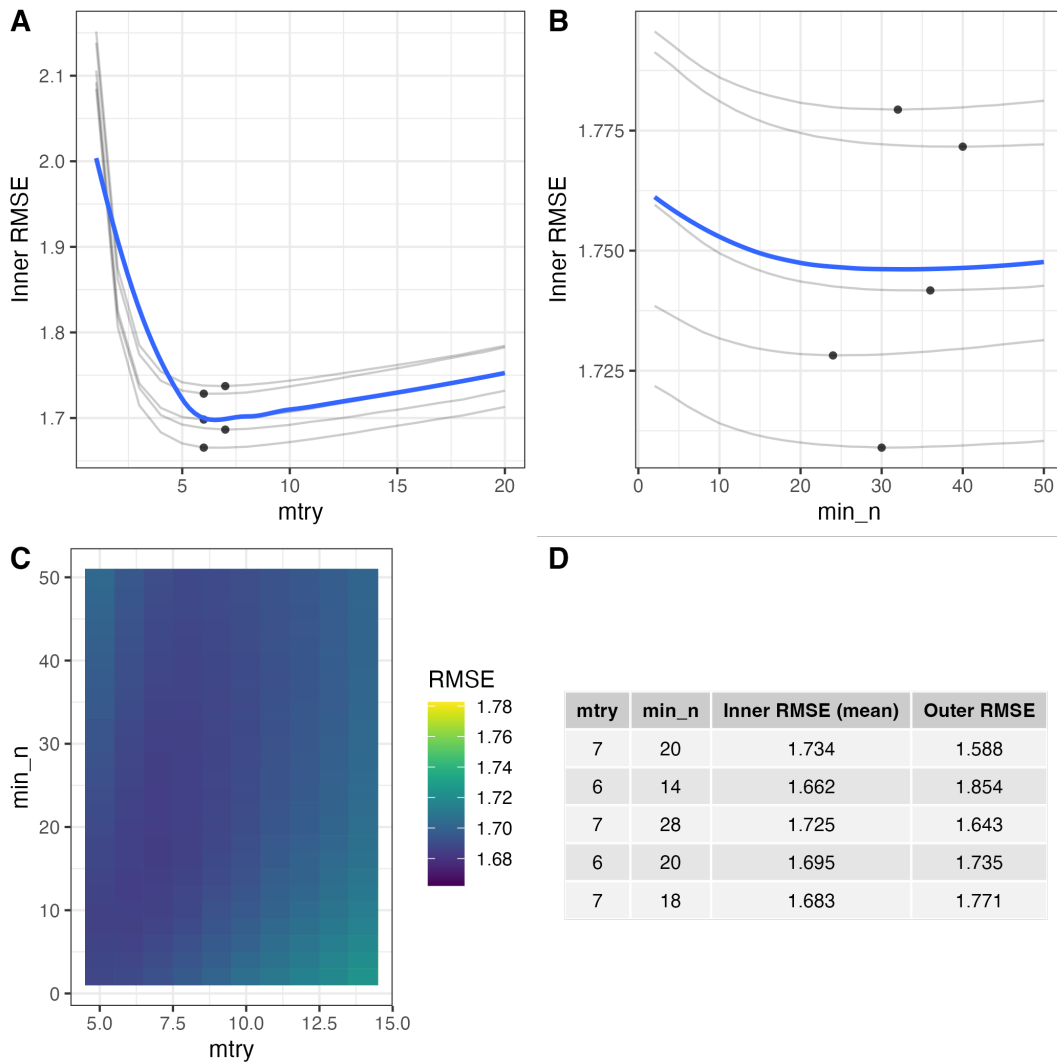 A
Inner RMSE
2.1
2.0
1.9
1.8
1.7
5 10 15 20
mtry
B
Inner RMSE
1.775
1.750
1.725
0 10 20 30 40 50
min_n
C
min_n
50
40
30
20
10
0
5.0 7.5 10.0 12.5 15.0
mtry
RMSE
1.78
1.76
1.74
1.72
1.70
1.68
D
mtry min_n Inner RMSE (mean) Outer RMSE
7 20 1.734 1.588
6 14 1.662 1.854
7 28 1.725 1.643
6 20 1.695 1.735
7 18 1.683 1.771